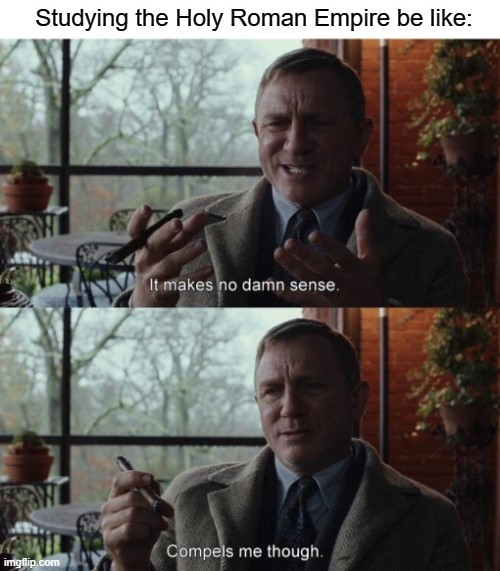 Studying the Holy Roman Empire be like:
It makes no damn sense.
Compels me though.
imgflip.com